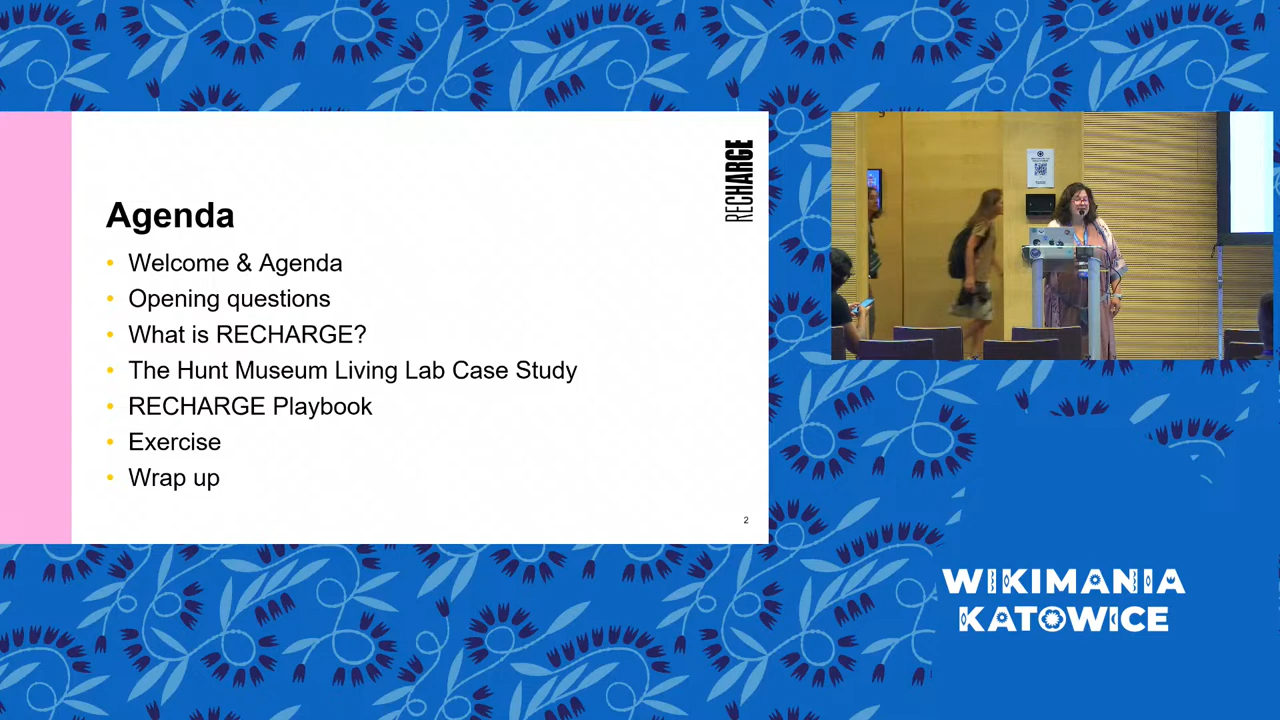 RECHARGE
Agenda
• Welcome & Agenda
• Opening questions
• What is RECHARGE?
• The Hunt Museum Living Lab Case Study
• RECHARGE Playbook
• Exercise
• Wrap up
2
9
WIKIMANIA
KATOWICE